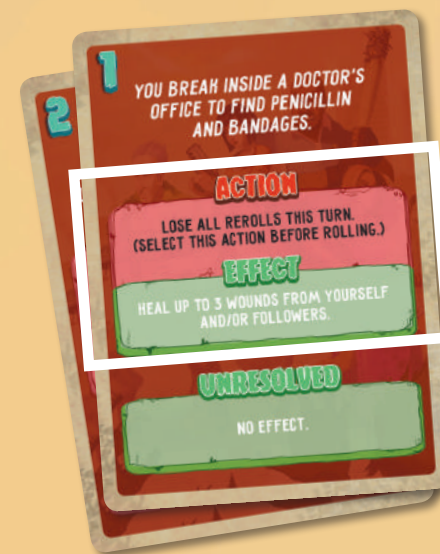 1
2
YOU BREAK INSIDE A DOCTOR'S
OFFICE TO FIND PENICILLIN
AND BANDAGES.
ACTION
LOSE ALL REROLLS THIS TURN.
(SELECT THIS ACTION BEFORE ROLLING.)
EFFECT
HEAL UP TO 3 WOUNDS FROM YOURSELF
AND/OR FOLLOWERS.
UNRESOLVED
NO EFFECT.